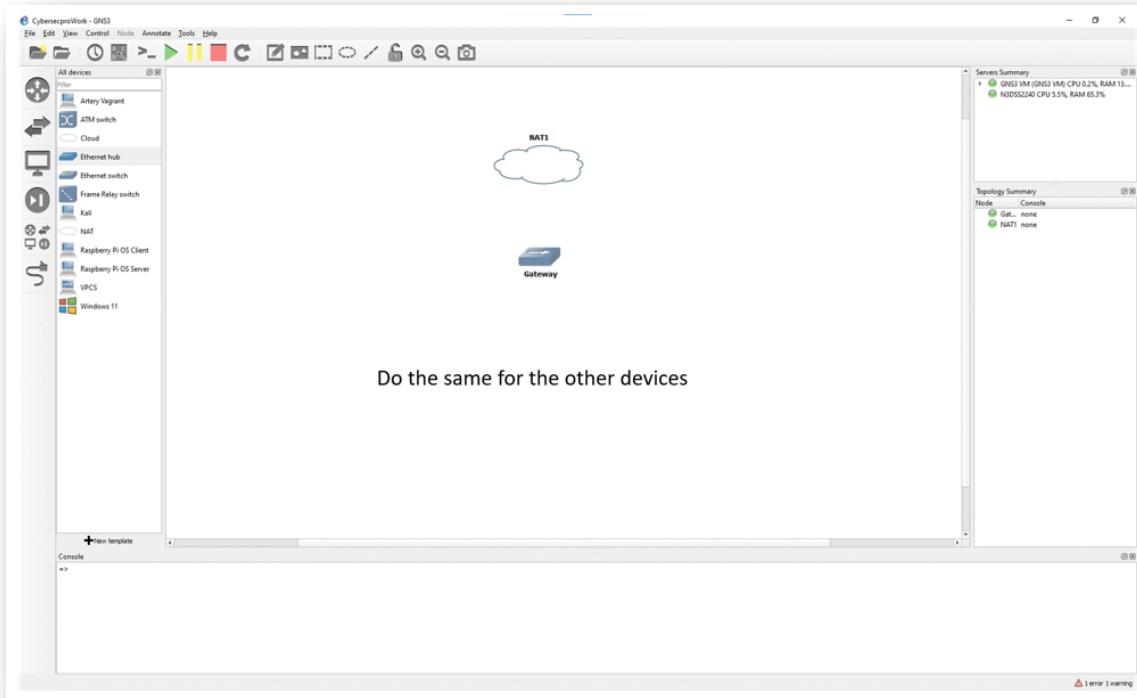 CybersecproWork - GNS3
File Edit View Control Node Annotate Tools Help
All devices
Filter
Artery Vagrant
ATM switch
Cloud
Ethernet hub
Ethernet switch
Frame Relay switch
Kali
NAT
Raspberry Pi OS Client
Raspberry Pi OS Server
VPCS
Windows 11
New template
NAT1
Gateway
Do the same for the other devices
Servers Summary
GNS3 VM (GNS3 VM) CPU 0.2%, RAM 13....
N3DSS2240 CPU 5.5%, RAM 65.3%
Topology Summary
Node Console
Gat... none
NAT1 none
Console
=>
1 error 1 warning